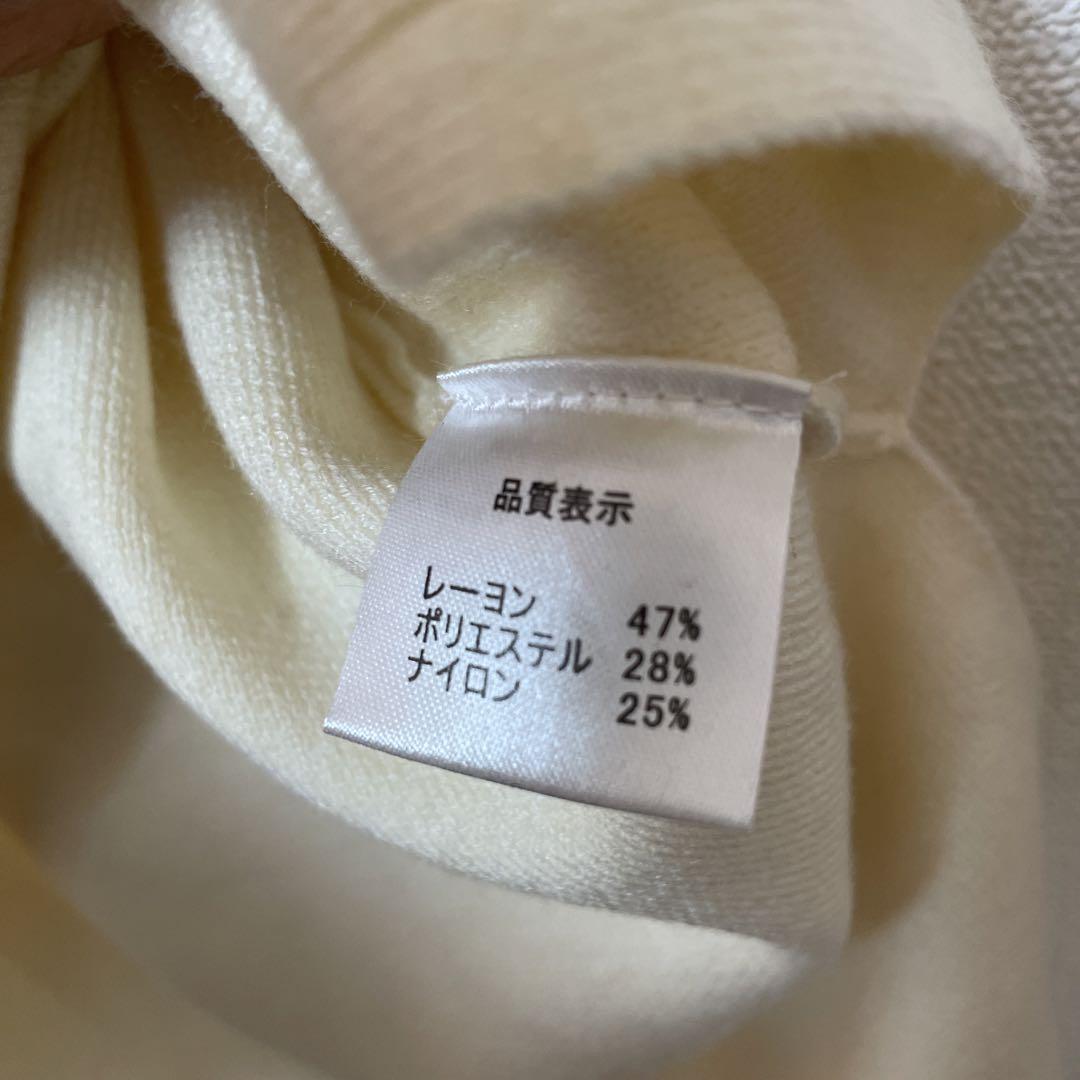 品質表示
レーヨン 47%
ポリエステル 28%
ナイロン 25%